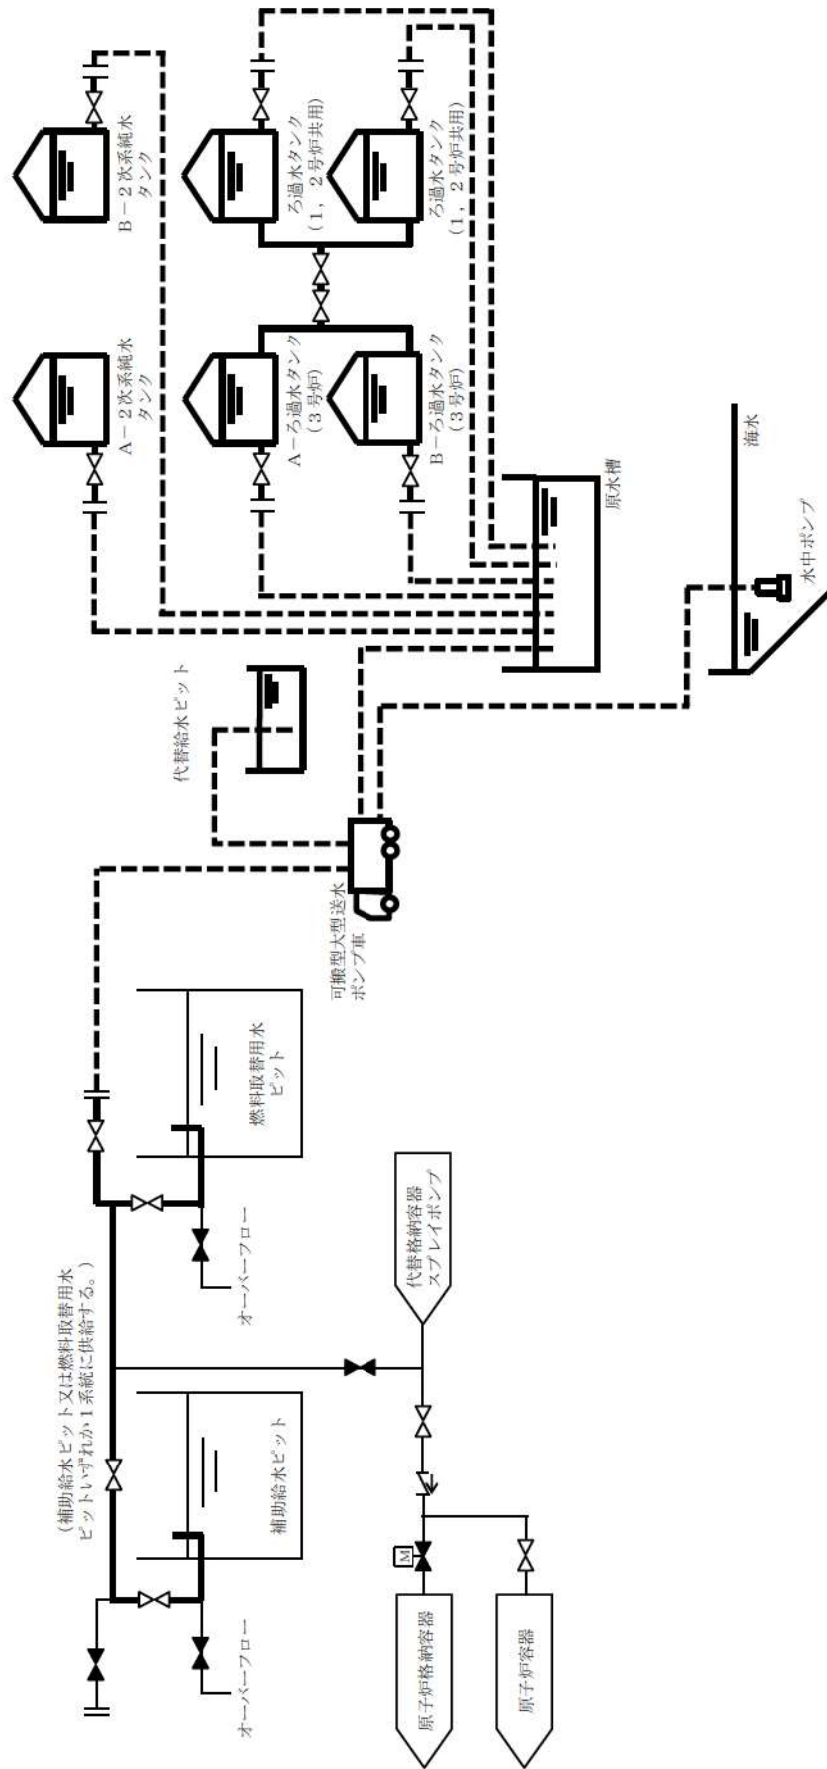 (補助給水ピット又は燃料取替用水
ピットいずれか1系統に供給する。)
オーバーフロー
補助給水ピット
オーバーフロー
燃料取替用水
ピット
M
原子炉格納容器
原子炉容器
代替格納容器
スプレイポンプ
可搬型大型送水
ポンプ車
代替給水ピット
A-2次系純水
タンク
B-2次系純水
タンク
A-ろ過水タンク
(3号炉)
ろ過水タンク
(1,2号炉共用)
B-ろ過水タンク
(3号炉)
ろ過水タンク
(1,2号炉共用)
原水槽
海水
水中ポンプ